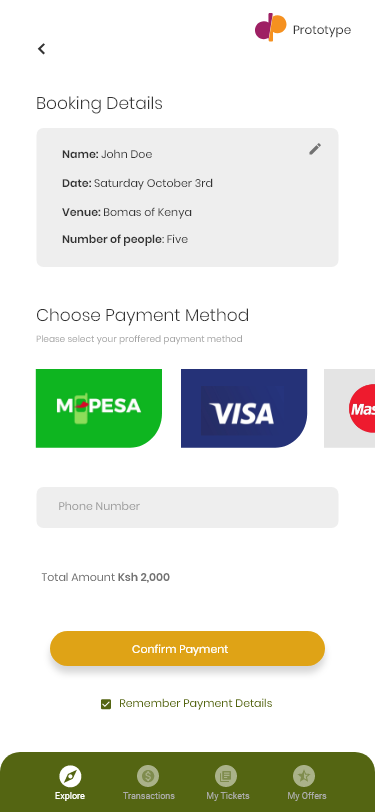 Prototype
Booking Details
Name: John Doe
Date: Saturday October 3rd
Venue: Bomas of Kenya
Number of people: Five
Choose Payment Method
Please select your proffered payment method
M PESA VISA Mas
Phone Number
Total Amount Ksh 2,000
Confirm Payment
Remember Payment Details
Explore Transactions My Tickets My Offers